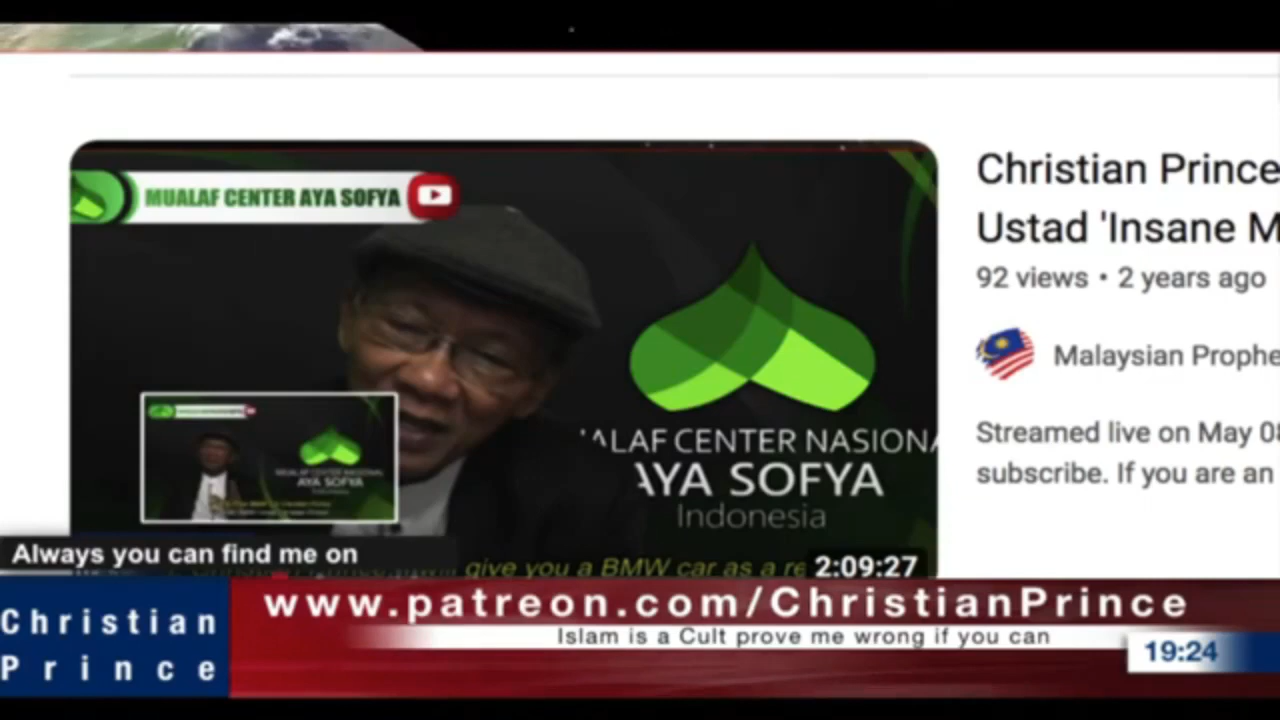 MUALAF CENTER AYA SOFYA
Christian Prince
Ustad 'Insane M
92 views • 2 years ago
Malaysian Prophe
ALAF CENTER NASIONA
AYA SOFYA
Indonesia
AYA SOFYA
Streamed live on May 08
subscribe. If you are an
Always you can find me on
give you a BMW car as a re
2:09:27
Christian
Prince
www.patreon.com/ChristianPrince
Islam is a Cult prove me wrong if you can
19:24